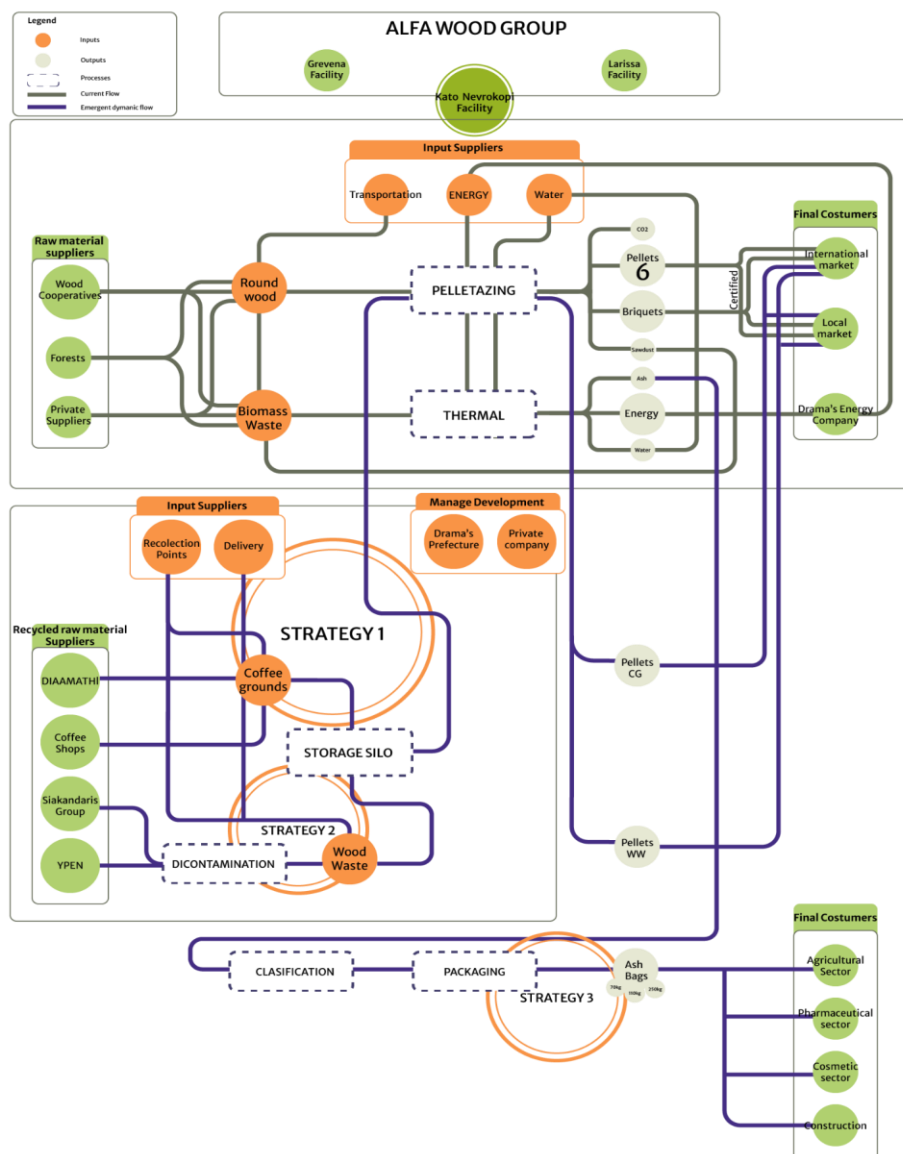 Legend
Inputs
Outputs
Processes
Current Flow
Emergent dymanic flow
ALFA WOOD GROUP
Grevena
Facility
Larissa
Facility
Kato Nevrokopi
Facility
Input Suppliers
Transportation
ENERGY
Water
Raw material
suppliers
Wood
Cooperatives
Forests
Private
Suppliers
Round
wood
Biomass
Waste
PELLETAZING
THERMAL
CO2
Pellets
6
Briquets
Sawdust
Ash
Energy
Water
Certified
Final Costumers
International
market
Local
market
Drama's Energy
Company
Input Suppliers
Recolection
Points
Delivery
Manage Development
Drama's
Prefecture
Private
company
STRATEGY 1
Recycled raw material
Suppliers
DIAAMATHI
Coffee
Shops
Siakandaris
Group
YPEN
Coffee
grounds
STORAGE SILO
STRATEGY 2
Wood
Waste
DICONTAMINATION
Pellets
CG
Pellets
WW
CLASIFICATION
PACKAGING
STRATEGY 3
Ash
Bags
70kg
150kg
250kg
Final Costumers
Agricultural
Sector
Pharmaceutical
sector
Cosmetic
sector
Construction